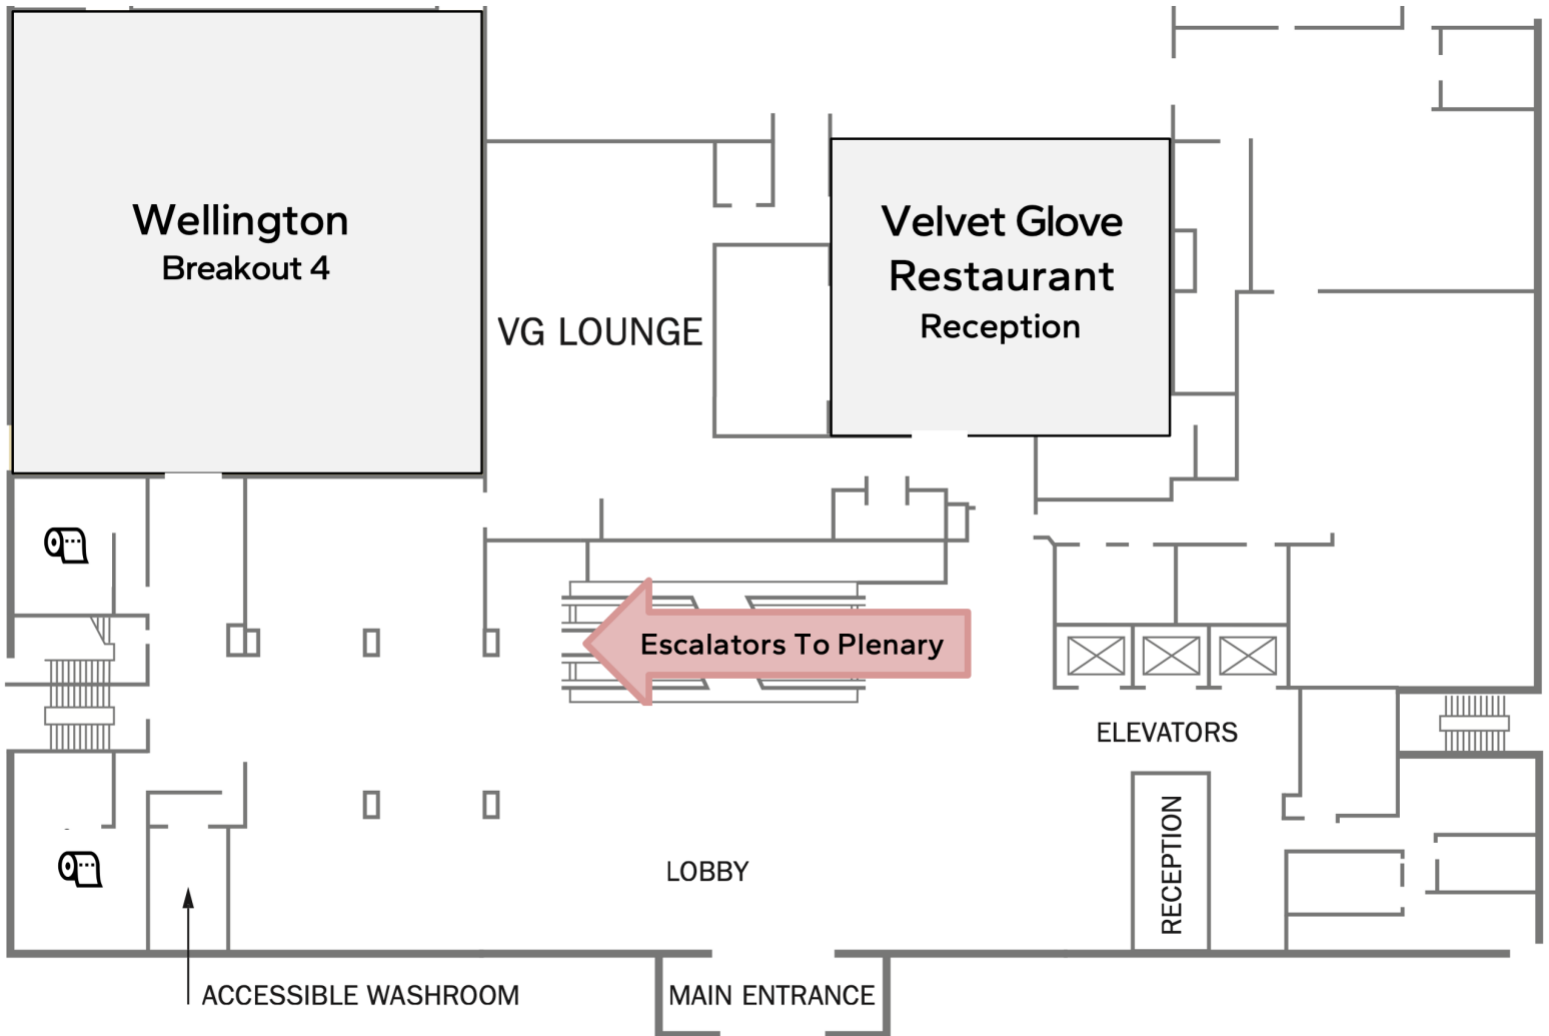 Wellington
Breakout 4
Velvet Glove
Restaurant
Reception
VG LOUNGE
Escalators To Plenary
ELEVATORS
RECEPTION
LOBBY
ACCESSIBLE WASHROOM
MAIN ENTRANCE